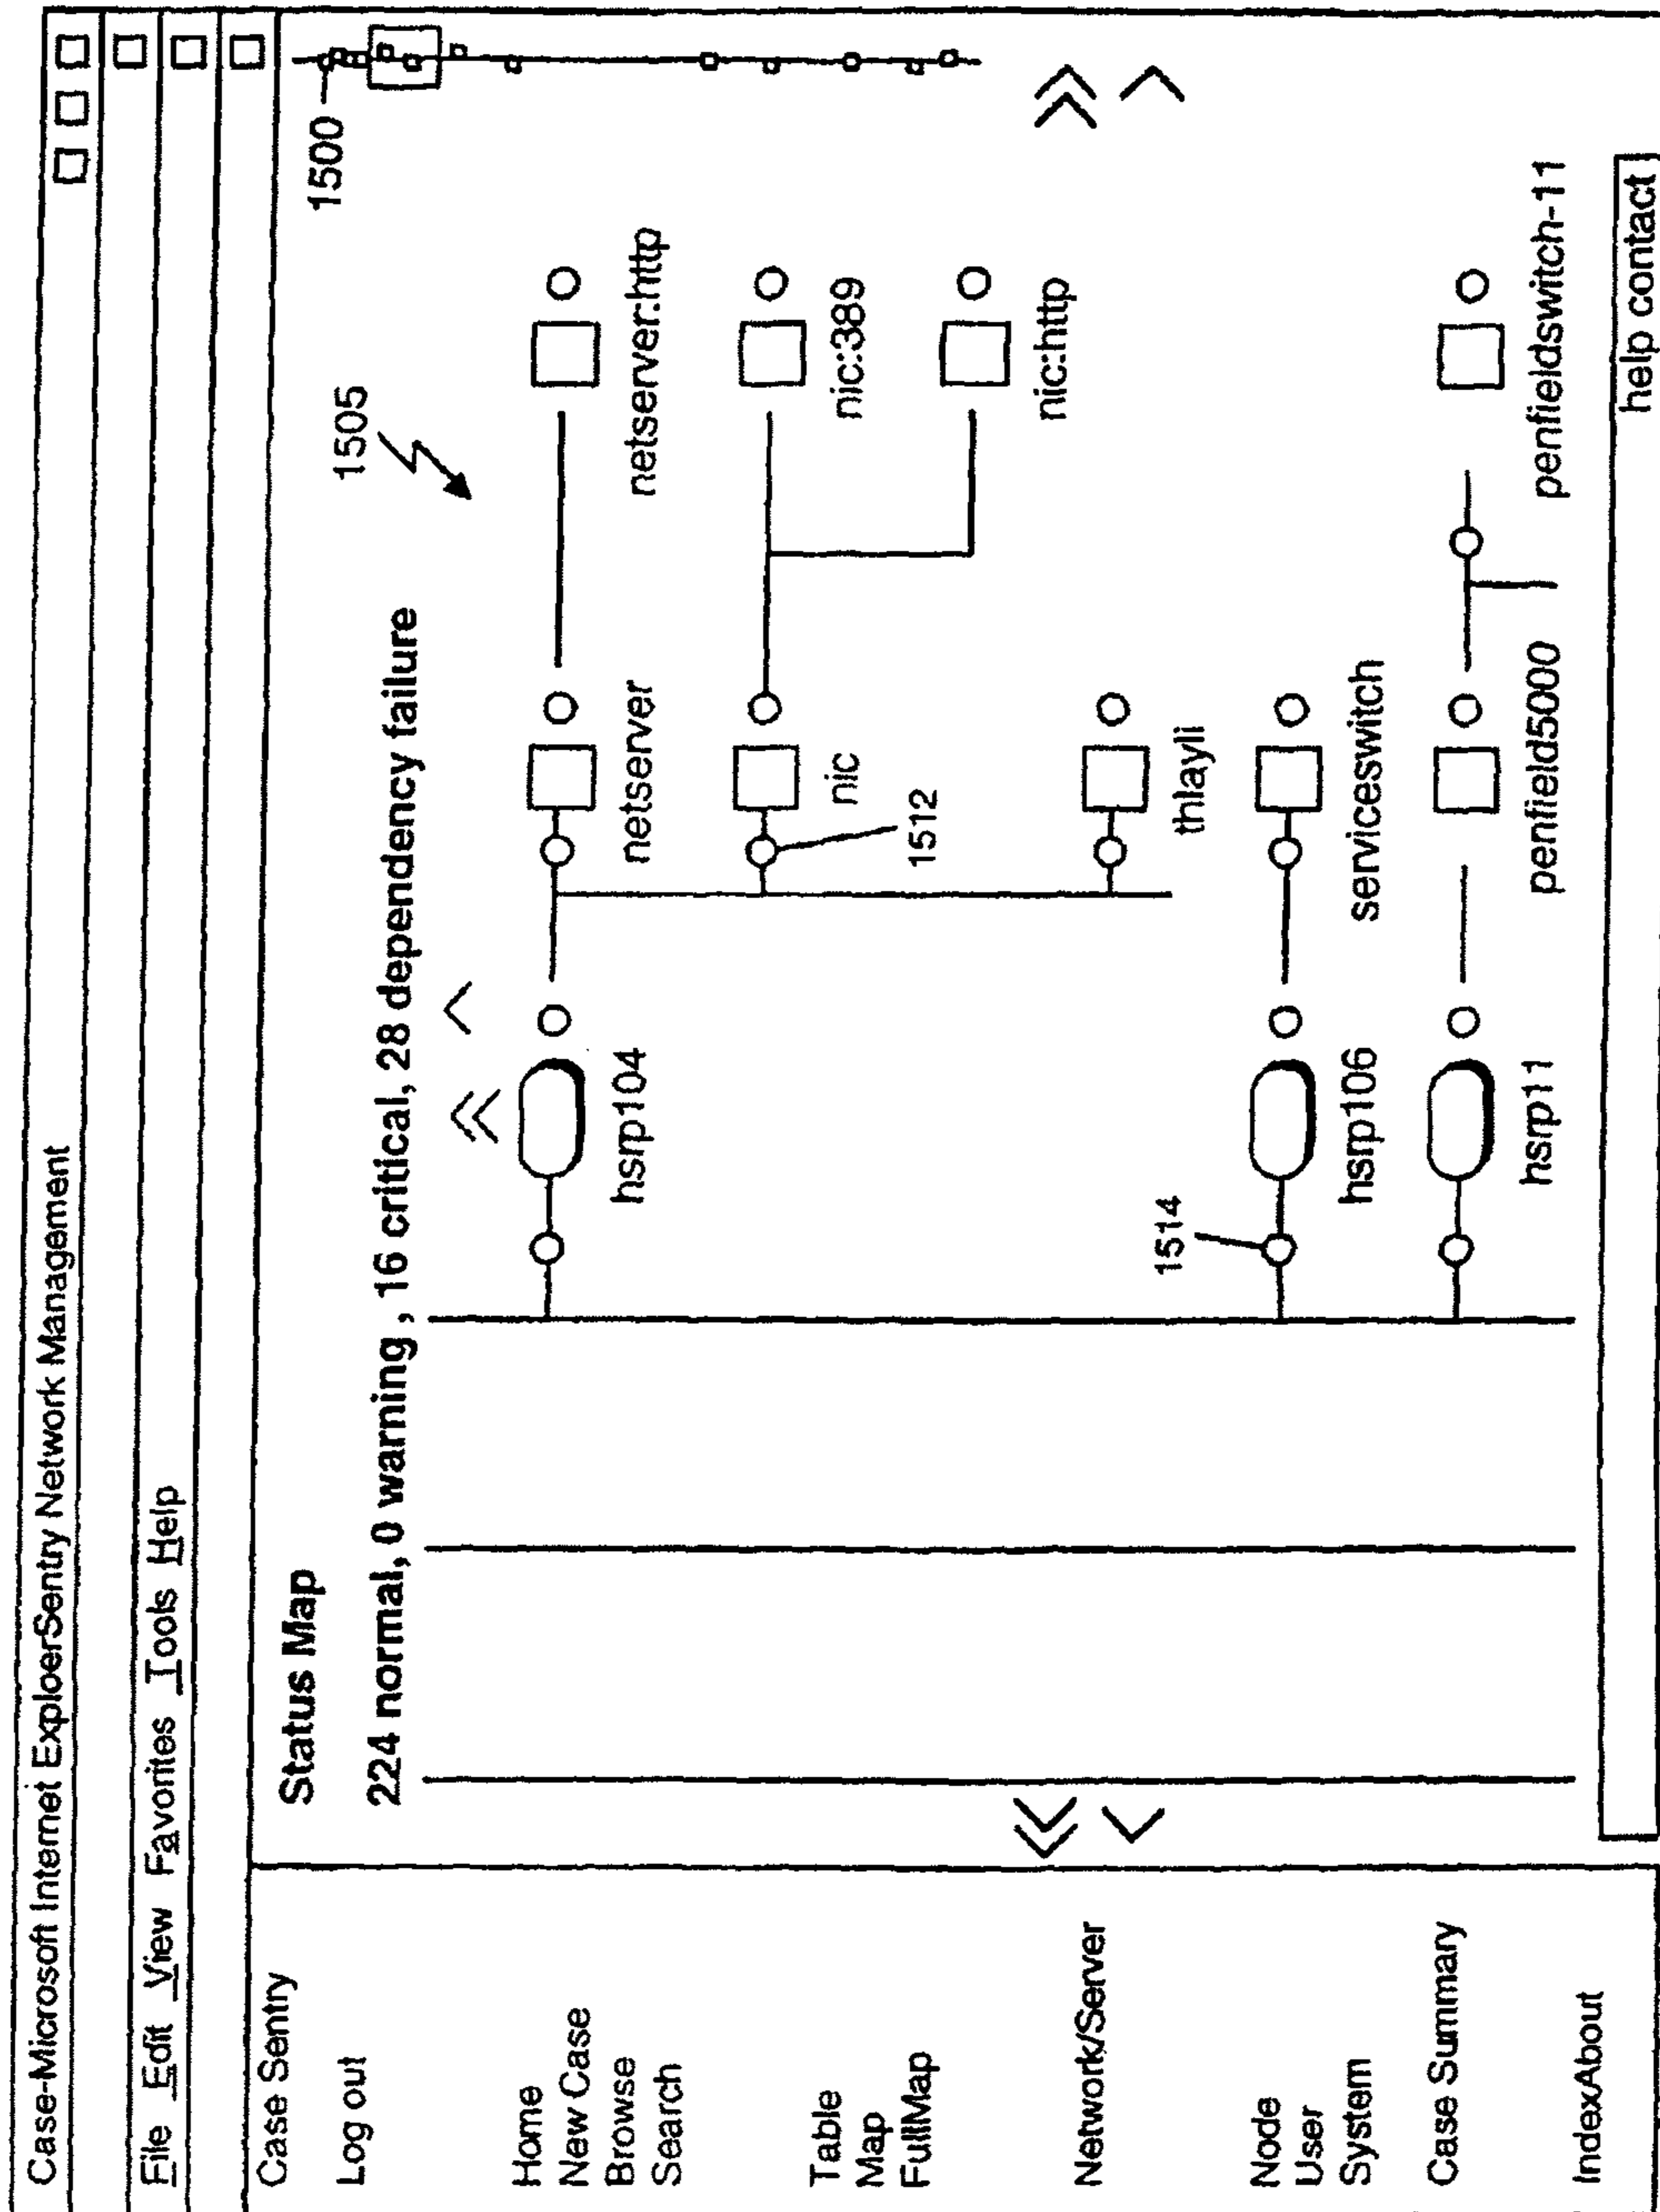 Case-Microsoft Internet ExploerSentry Network Management
File Edit View Favorites Tools Help
Case Sentry
Log out
Home
New Case
Browse
Search
Table
Map
FullMap
Network/Server
Node
User
System
Case Summary
IndexAbout
Status Map
1500
224 normal, 0 warning , 16 critical, 28 dependency failure
1505
hsrp104
netserver
netserver:http
nic
nic:389
1512
nic:http
thlayli
1514
hsrp106
serviceswitch
hsrp11
penfield5000
penfieldswitch-11
help contact